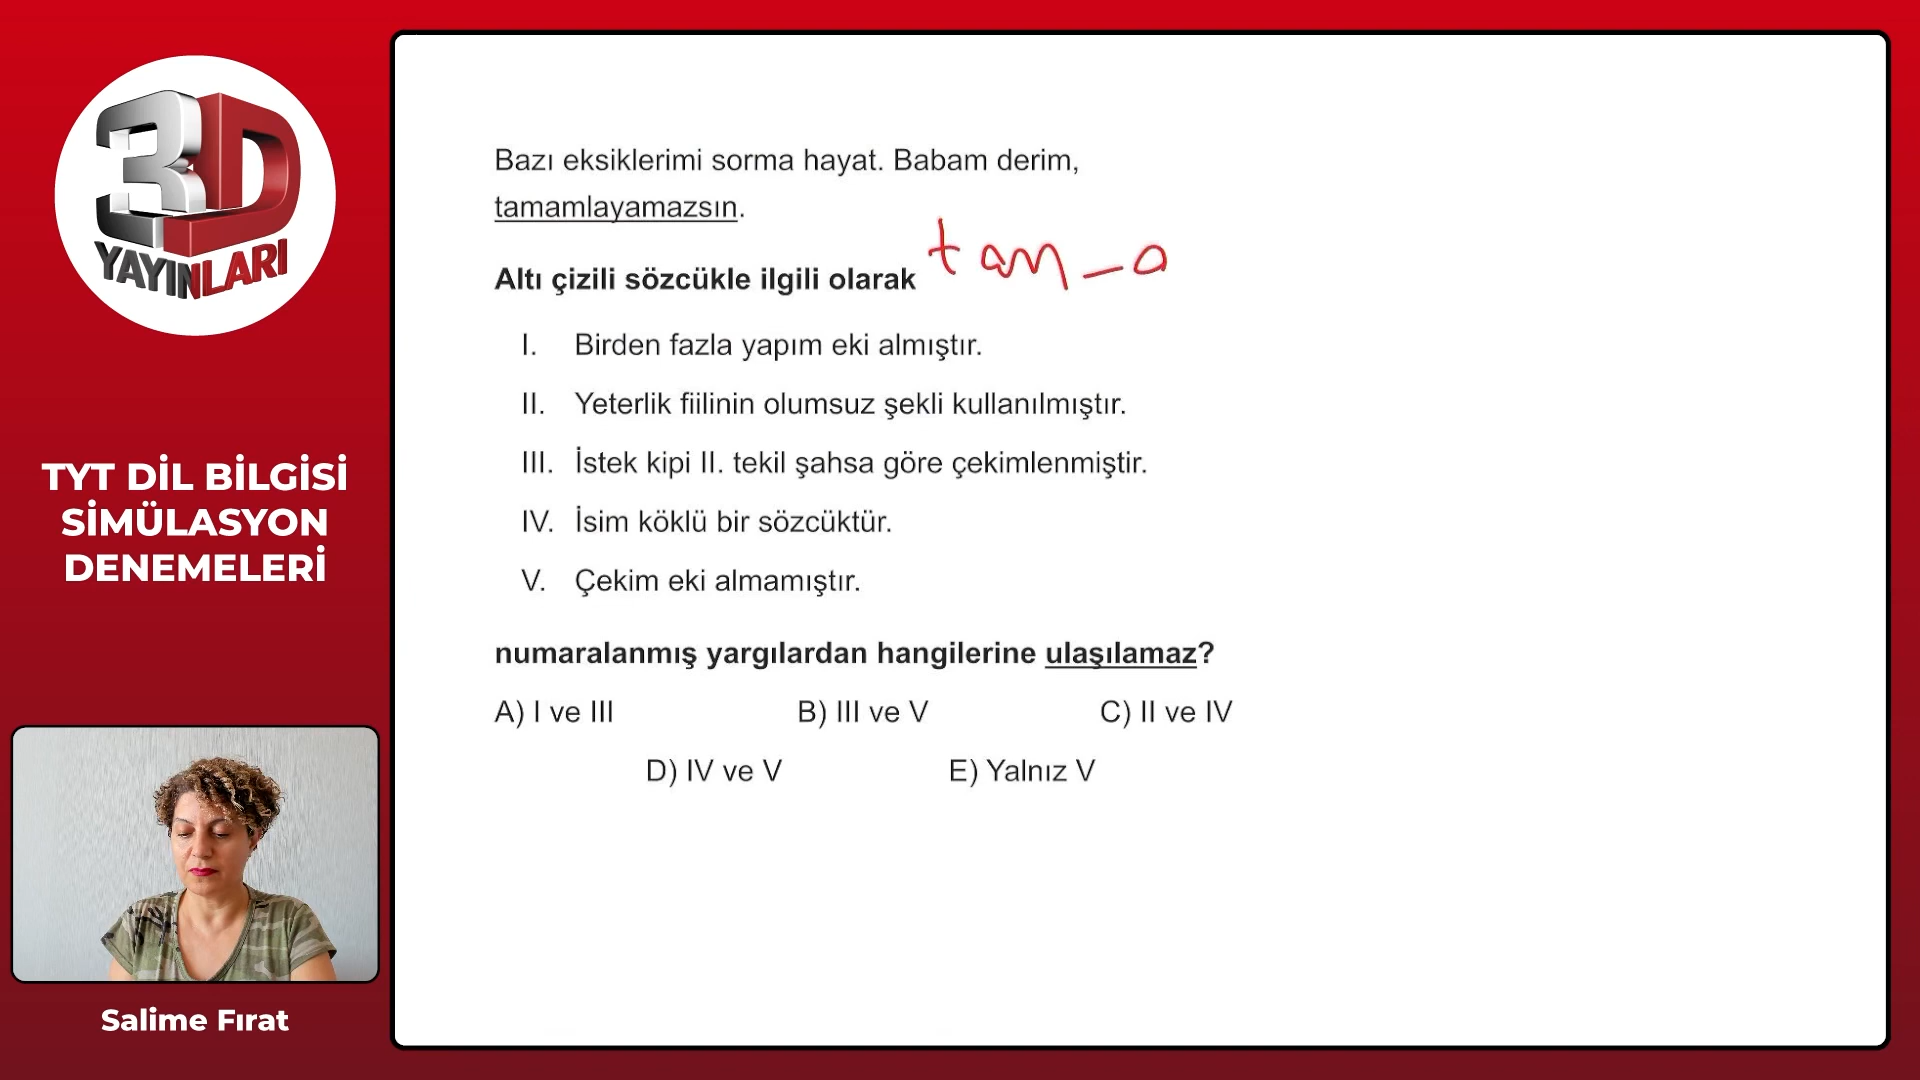 3D
YAYINLARI
TYT DİL BİLGİSİ
SİMÜLASYON
DENEMELERİ
Salime Fırat
Bazı eksiklerimi sorma hayat. Babam derim,
tamamlayamazsın.
tam – a
Altı çizili sözcükle ilgili olarak
I. Birden fazla yapım eki almıştır.
II. Yeterlik fiilinin olumsuz şekli kullanılmıştır.
III. İstek kipi II. tekil şahsa göre çekimlenmiştir.
IV. İsim köklü bir sözcüktür.
V. Çekim eki almamıştır.
numaralanmış yargılardan hangilerine ulaşılamaz?
A) I ve III B) III ve V C) II ve IV
D) IV ve V E) Yalnız V